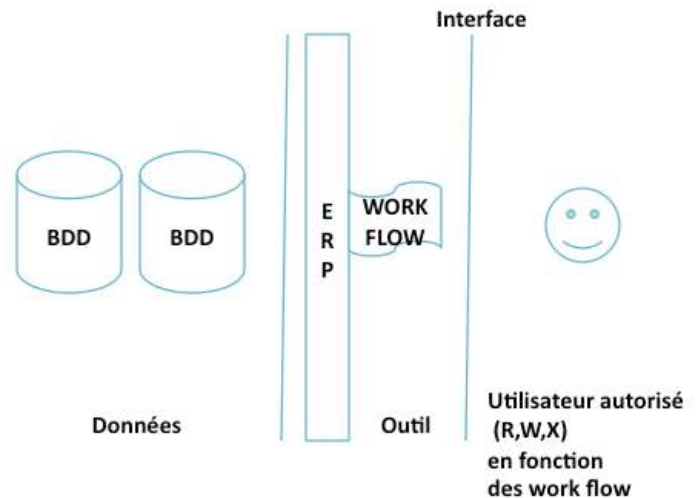 Interface
BDD
BDD
E
R
P
WORK
FLOW
Données
Outil
Utilisateur autorisé
(R,W,X)
en fonction
des work flow